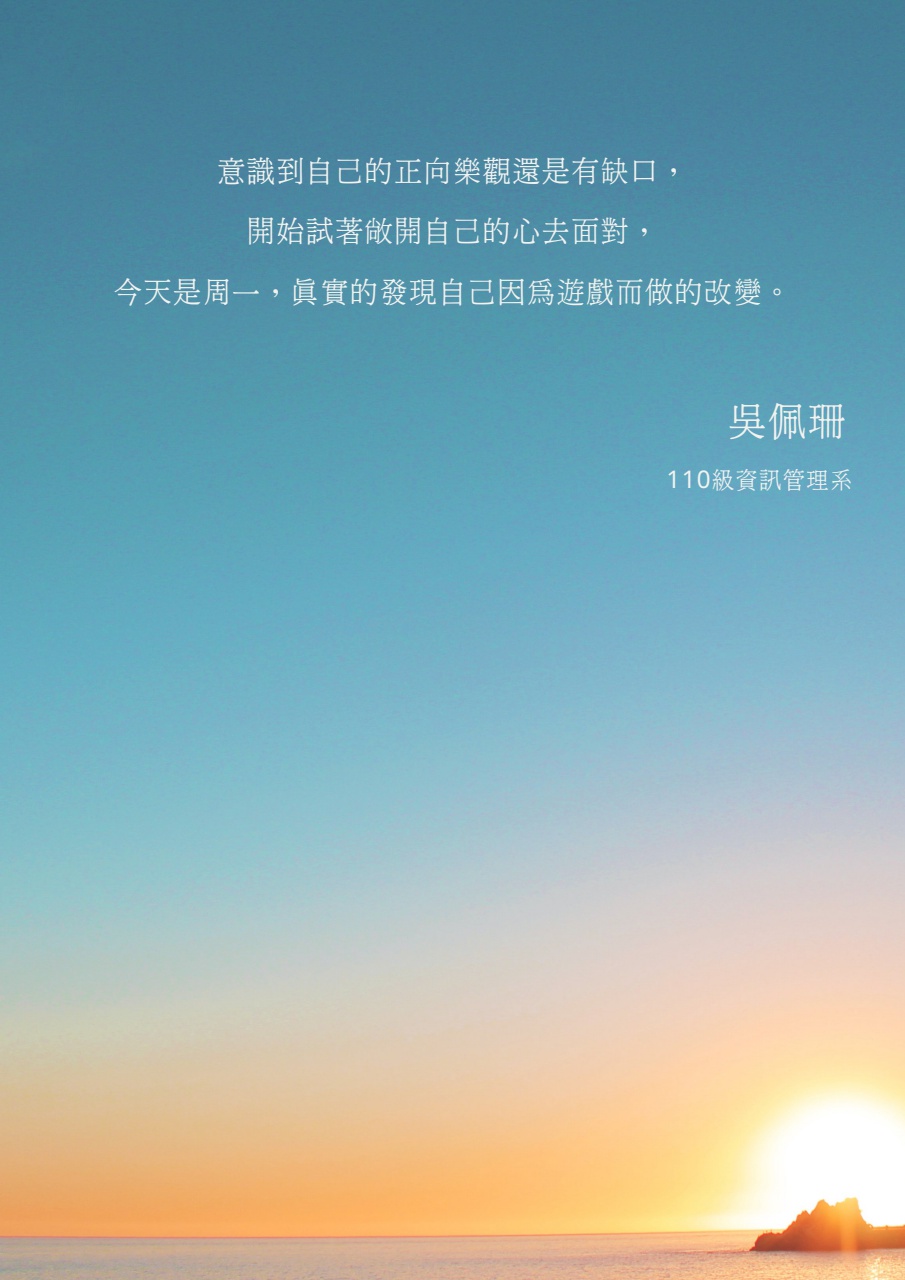 意識到自己的正向樂觀還是有缺口，
開始試著敞開自己的心去面對，
今天是周一，眞實的發現自己因爲遊戲而做的改變。
吳佩珊
110級資訊管理系